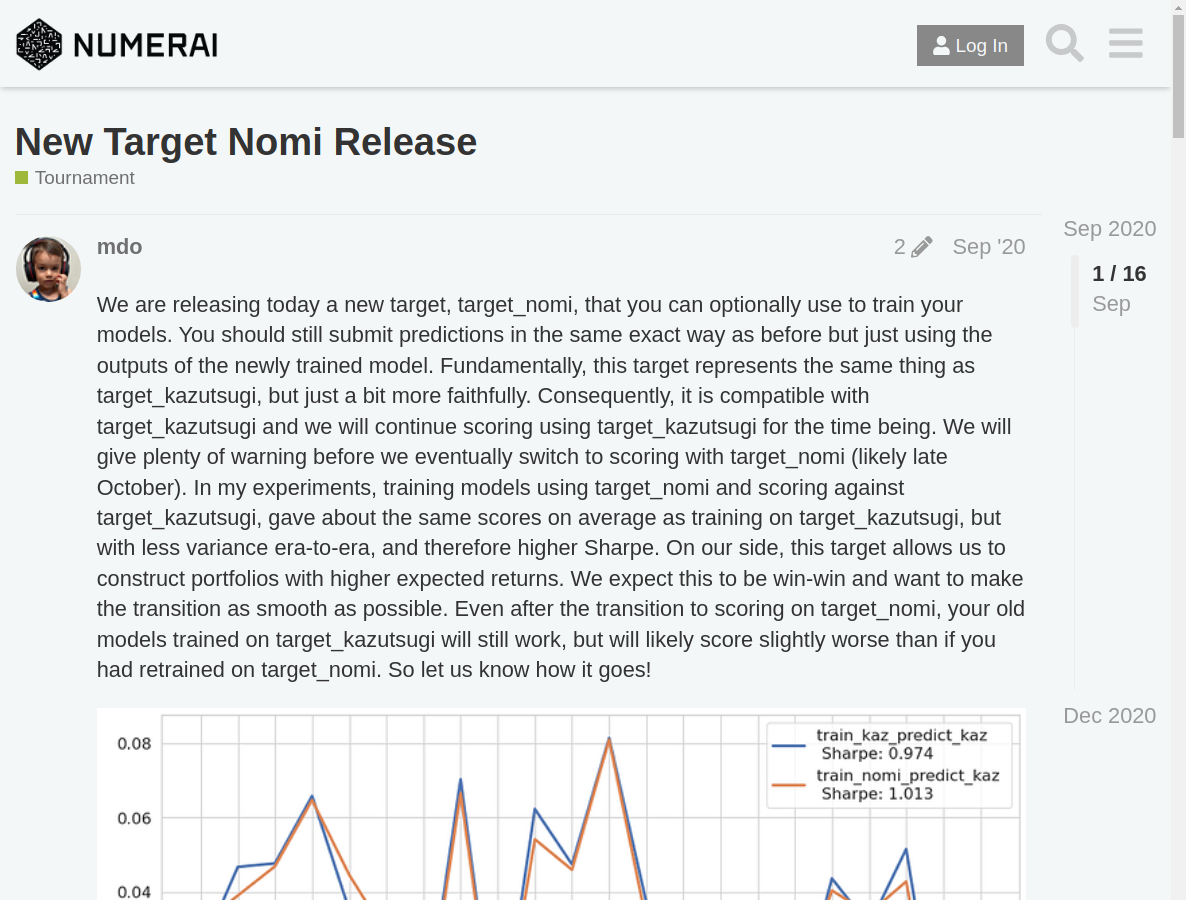 NUMERAI
Log In
New Target Nomi Release
Tournament
Sep 2020
mdo
2
Sep '20
1 / 16
Sep
We are releasing today a new target, target_nomi, that you can optionally use to train your
models. You should still submit predictions in the same exact way as before but just using the
outputs of the newly trained model. Fundamentally, this target represents the same thing as
target_kazutsugi, but just a bit more faithfully. Consequently, it is compatible with
target_kazutsugi and we will continue scoring using target_kazutsugi for the time being. We will
give plenty of warning before we eventually switch to scoring with target_nomi (likely late
October). In my experiments, training models using target_nomi and scoring against
target_kazutsugi, gave about the same scores on average as training on target_kazutsugi, but
with less variance era-to-era, and therefore higher Sharpe. On our side, this target allows us to
construct portfolios with higher expected returns. We expect this to be win-win and want to make
the transition as smooth as possible. Even after the transition to scoring on target_nomi, your old
models trained on target_kazutsugi will still work, but will likely score slightly worse than if you
had retrained on target_nomi. So let us know how it goes!
Dec 2020
train_kaz_predict_kaz
Sharpe: 0.974
train_nomi_predict_kaz
Sharpe: 1.013
0.08
0.06
0.04